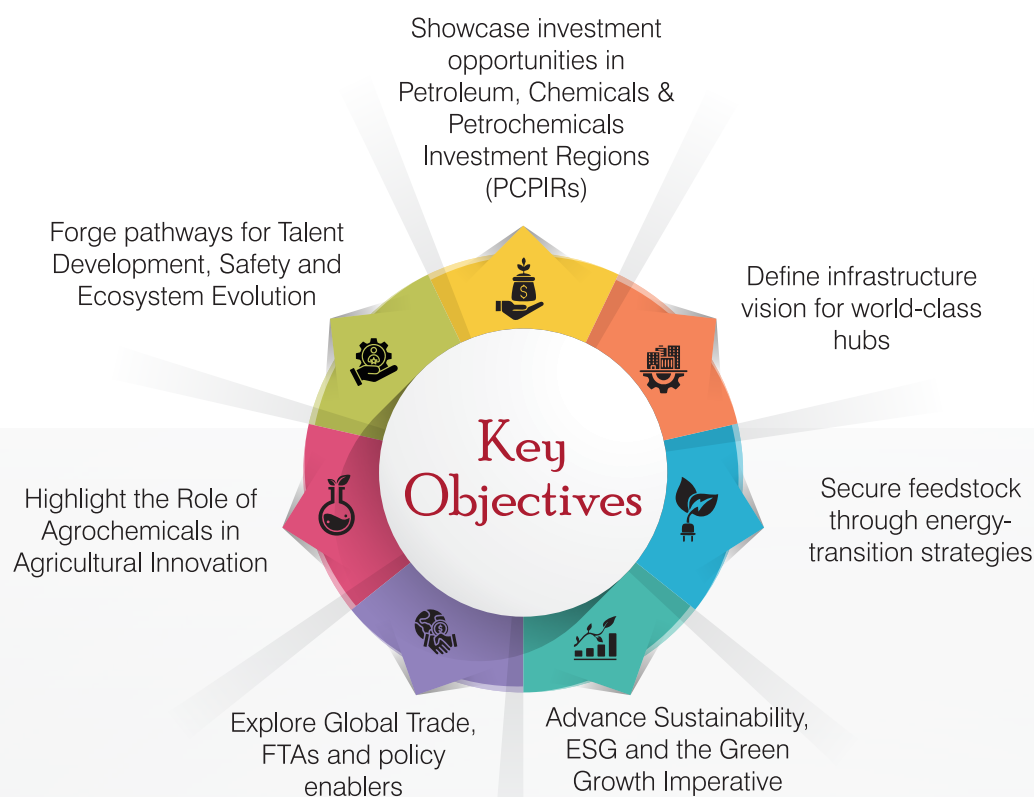 Showcase investment
opportunities in
Petroleum, Chemicals &
Petrochemicals
Investment Regions
(PCPIRs)
Forge pathways for Talent
Development, Safety and
Ecosystem Evolution
Define infrastructure
vision for world-class
hubs
Key
Objectives
Highlight the Role of
Agrochemicals in
Agricultural Innovation
Secure feedstock
through energy-
transition strategies
Explore Global Trade,
FTAs and policy
enablers
Advance Sustainability,
ESG and the Green
Growth Imperative